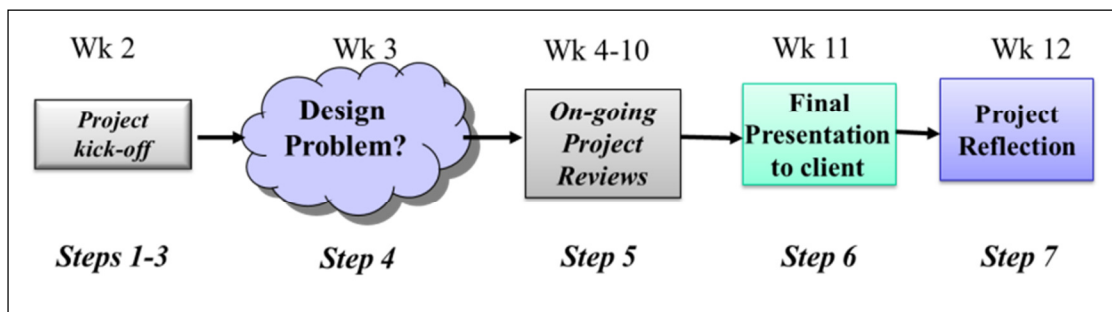 Wk 2
Wk 3
Wk 4-10
Wk 11
Wk 12
Project
kick-off
Design
Problem?
On-going
Project
Reviews
Final
Presentation
to client
Project
Reflection
Steps 1-3
Step 4
Step 5
Step 6
Step 7